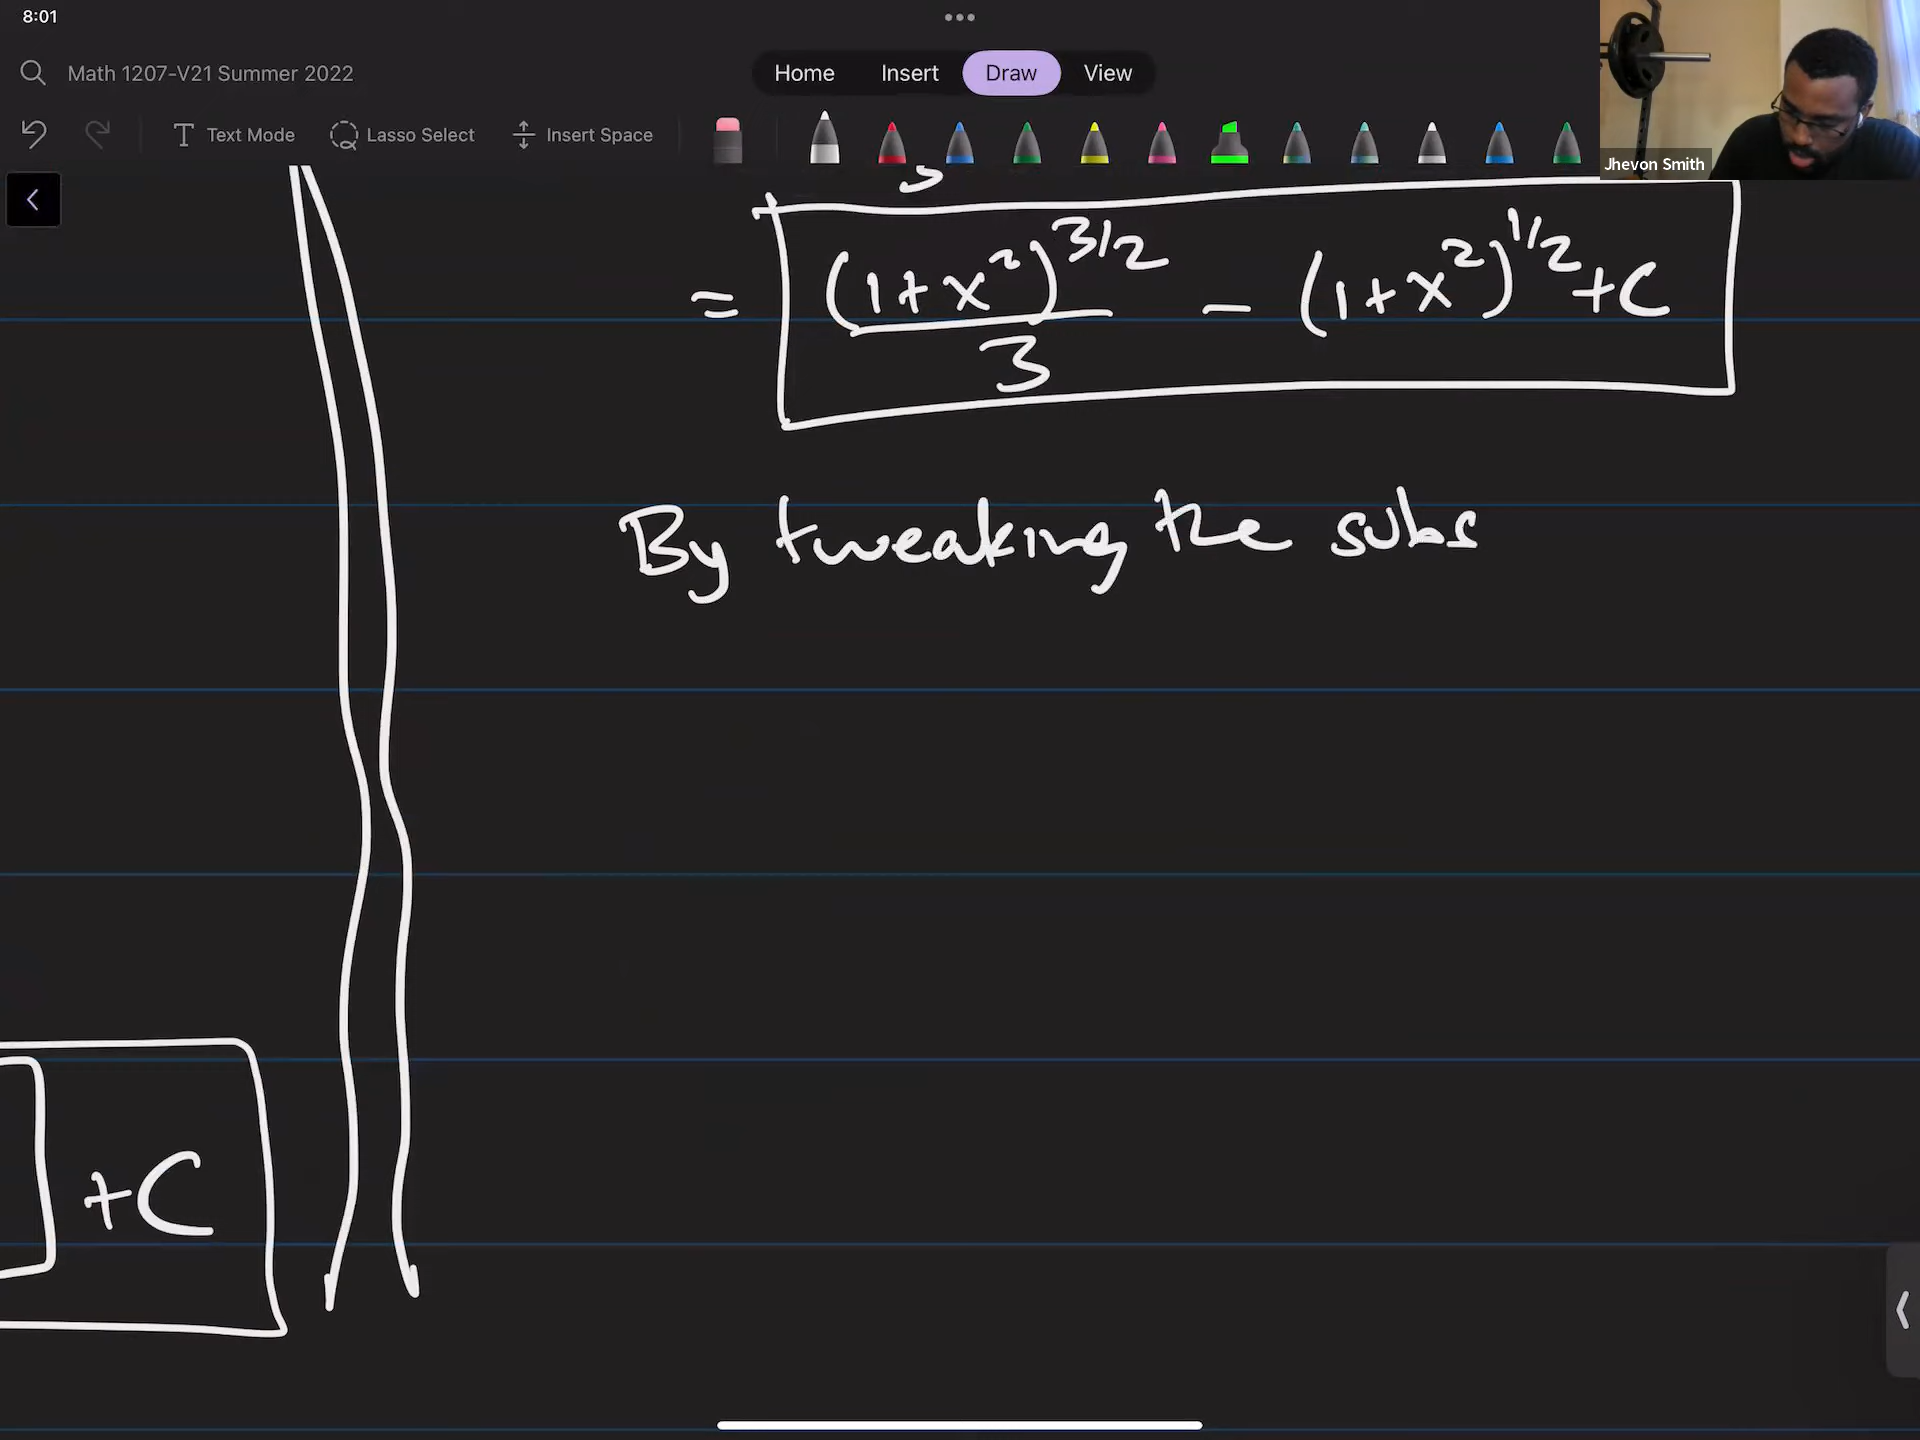 8:01
Math 1207-V21 Summer 2022
Home Insert Draw View
Text Mode Lasso Select Insert Space
Jhevon Smith
= (1+x²)^3/2 / 3 − (1+x²)^1/2 +C
By tweaking the subs
+C